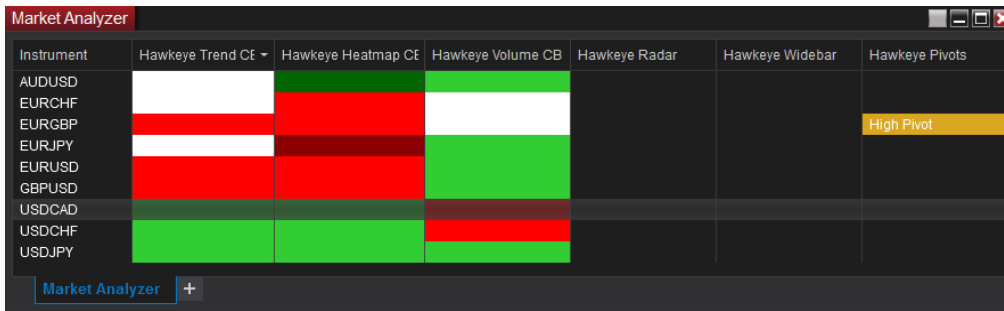 Market Analyzer
Instrument Hawkeye Trend CE Hawkeye Heatmap CE Hawkeye Volume CB Hawkeye Radar Hawkeye Widebar Hawkeye Pivots
AUDUSD
EURCHF
EURGBP High Pivot
EURJPY
EURUSD
GBPUSD
USDCAD
USDCHF
USDJPY
Market Analyzer +